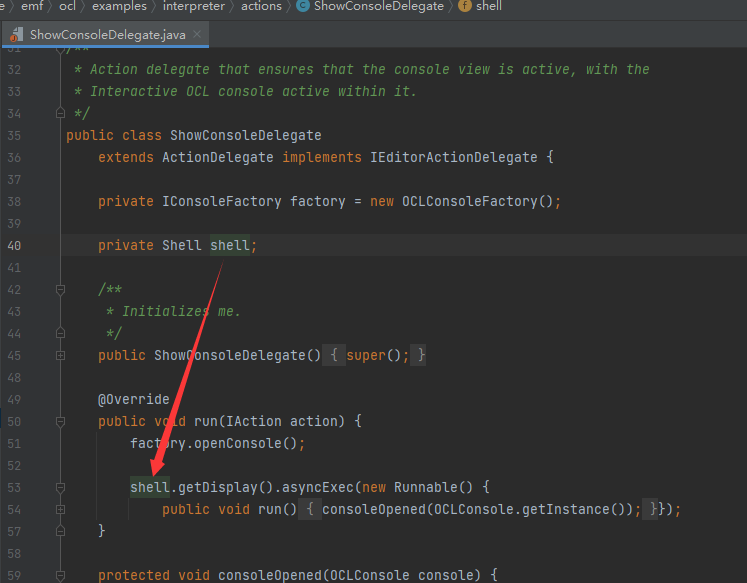 e emf ocl examples interpreter actions C ShowConsoleDelegate f shell
ShowConsoleDelegate.java
31 /**
32 * Action delegate that ensures that the console view is active, with the
33 * Interactive OCL console active within it.
34 */
35 public class ShowConsoleDelegate
36 extends ActionDelegate implements IEditorActionDelegate {
37
38 private IConsoleFactory factory = new OCLConsoleFactory();
39
40 private Shell shell;
41
42 /**
43 * Initializes me.
44 */
45 public ShowConsoleDelegate() { super(); }
48
49 @Override
50 public void run(IAction action) {
51 factory.openConsole();
52
53 shell.getDisplay().asyncExec(new Runnable() {
54 public void run() { consoleOpened(OCLConsole.getInstance()); }});
57 }
58
59 protected void consoleOpened(OCLConsole console) {